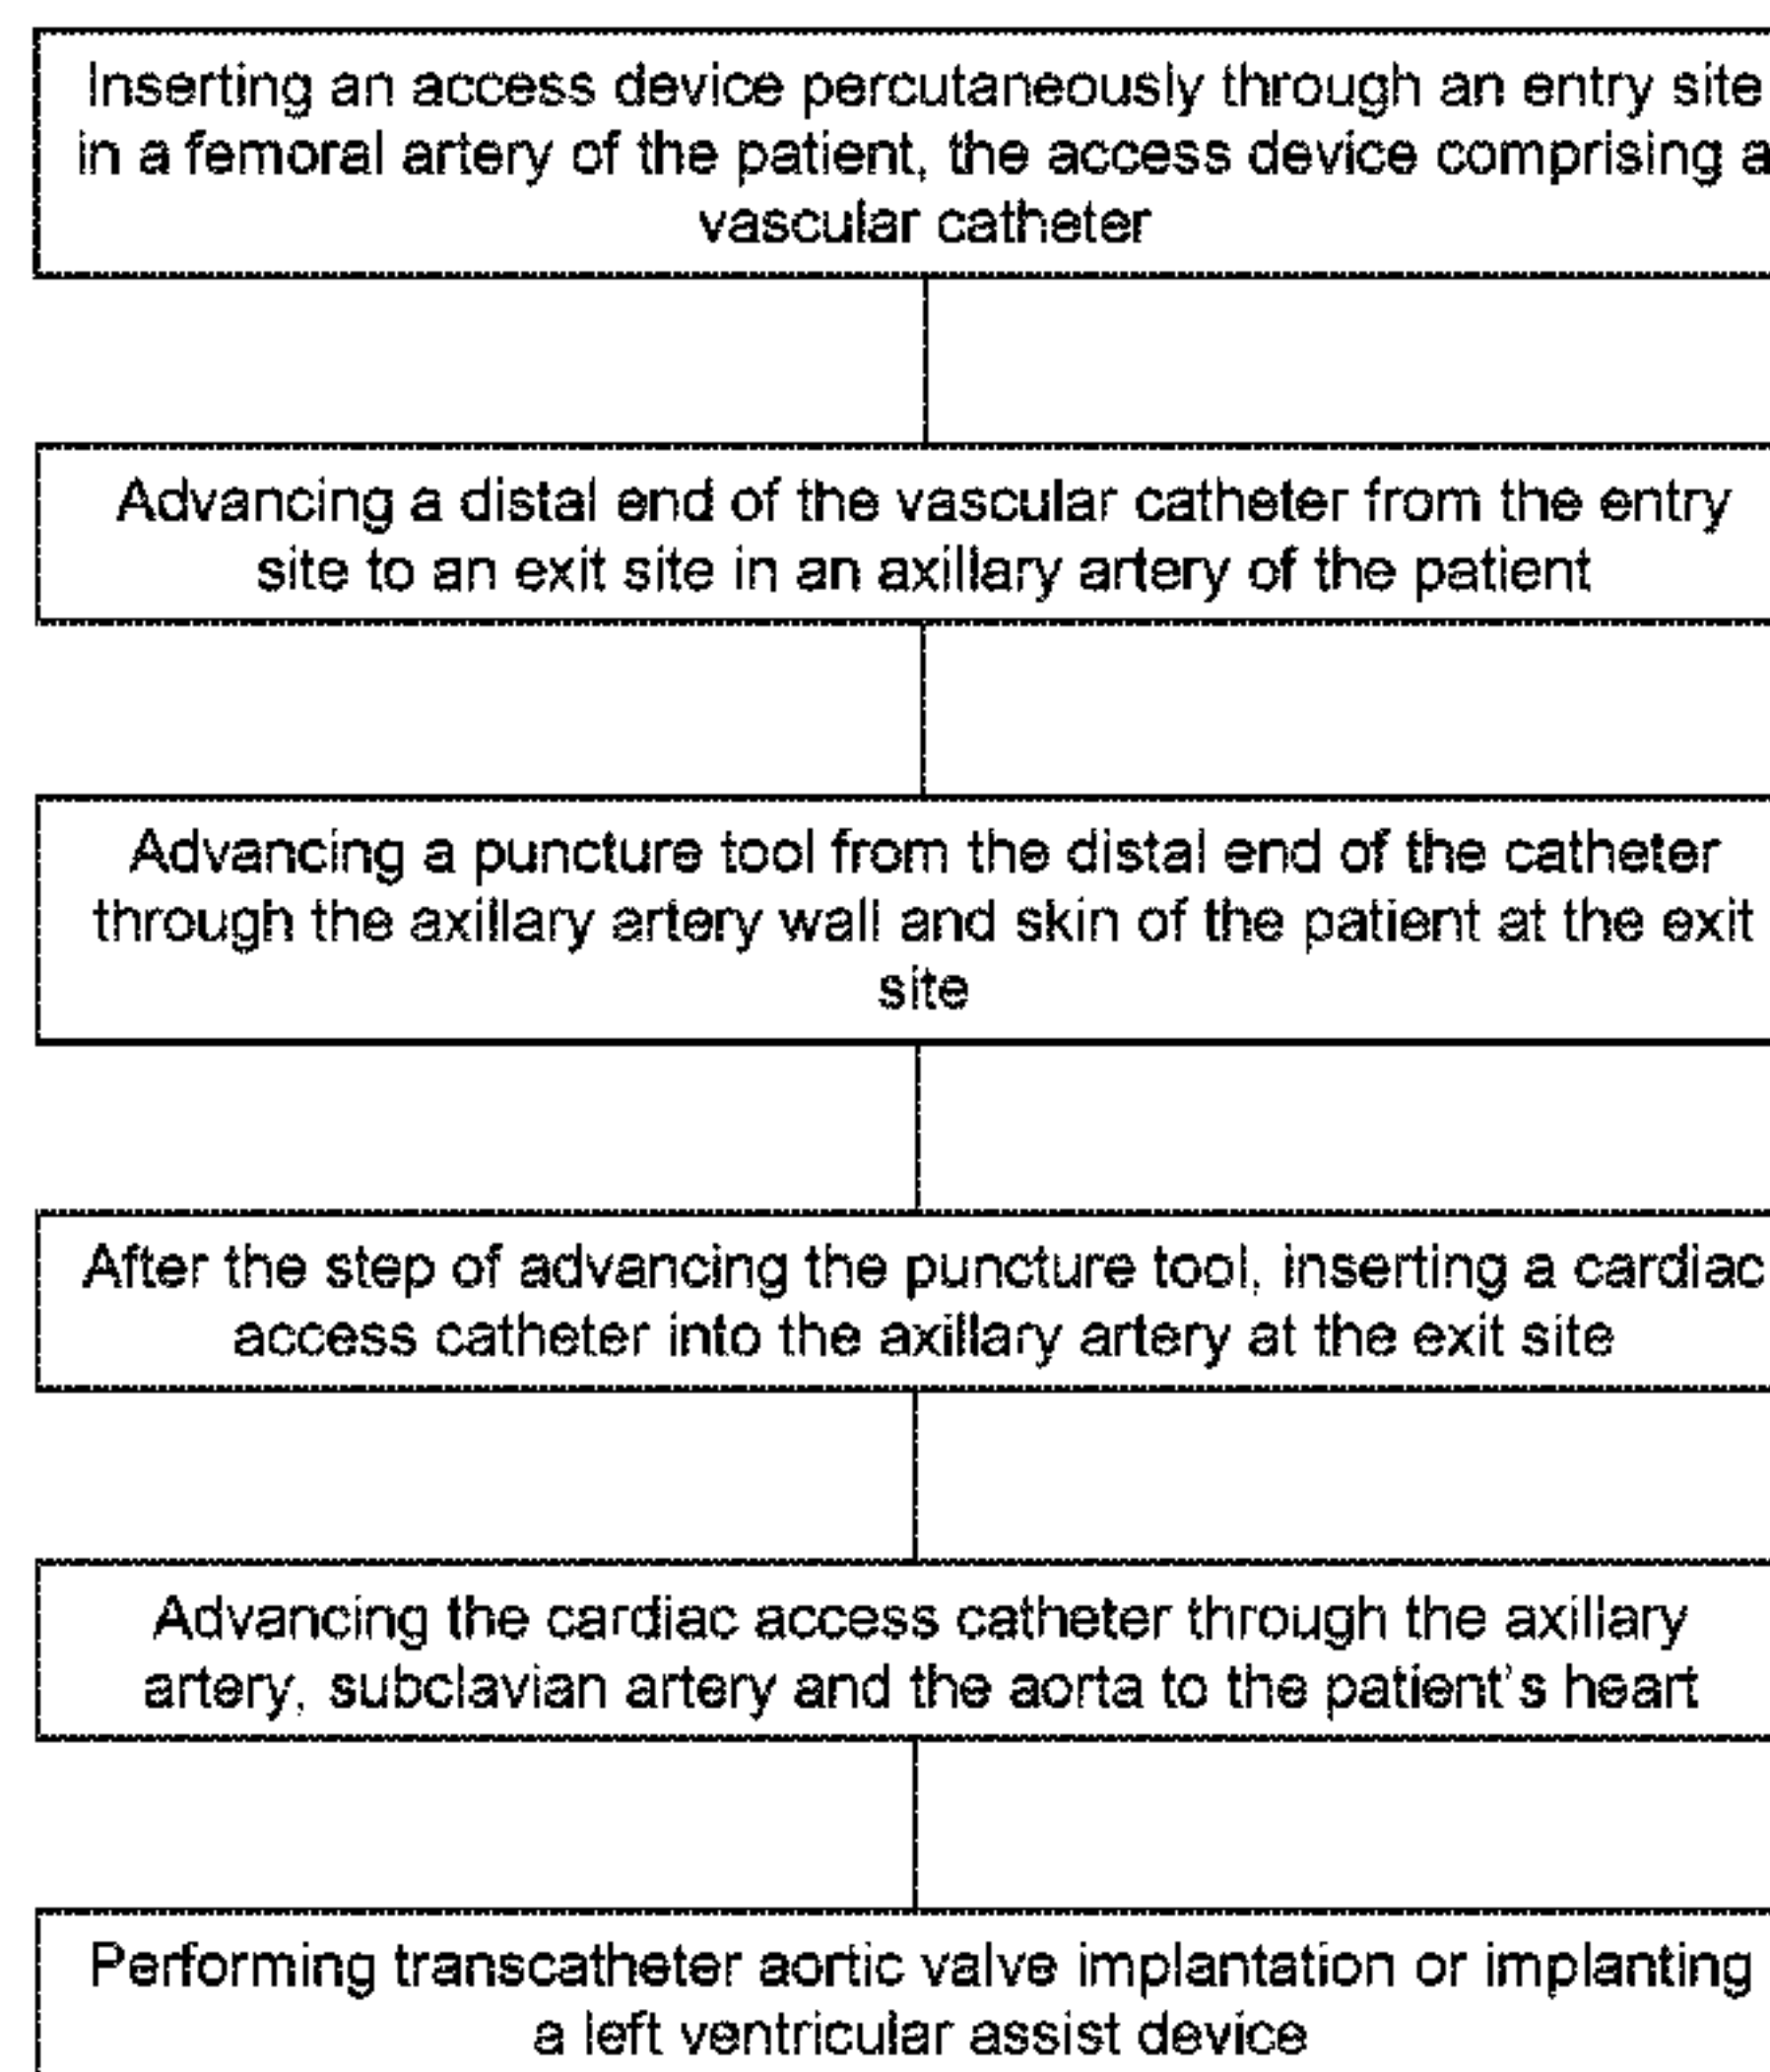 Inserting an access device percutaneously through an entry site
in a femoral artery of the patient, the access device comprising a
vascular catheter
Advancing a distal end of the vascular catheter from the entry
site to an exit site in an axillary artery of the patient
Advancing a puncture tool from the distal end of the catheter
through the axillary artery wall and skin of the patient at the exit
site
After the step of advancing the puncture tool, inserting a cardiac
access catheter into the axillary artery at the exit site
Advancing the cardiac access catheter through the axillary
artery, subclavian artery and the aorta to the patient's heart
Performing transcatheter aortic valve implantation or implanting
a left ventricular assist device